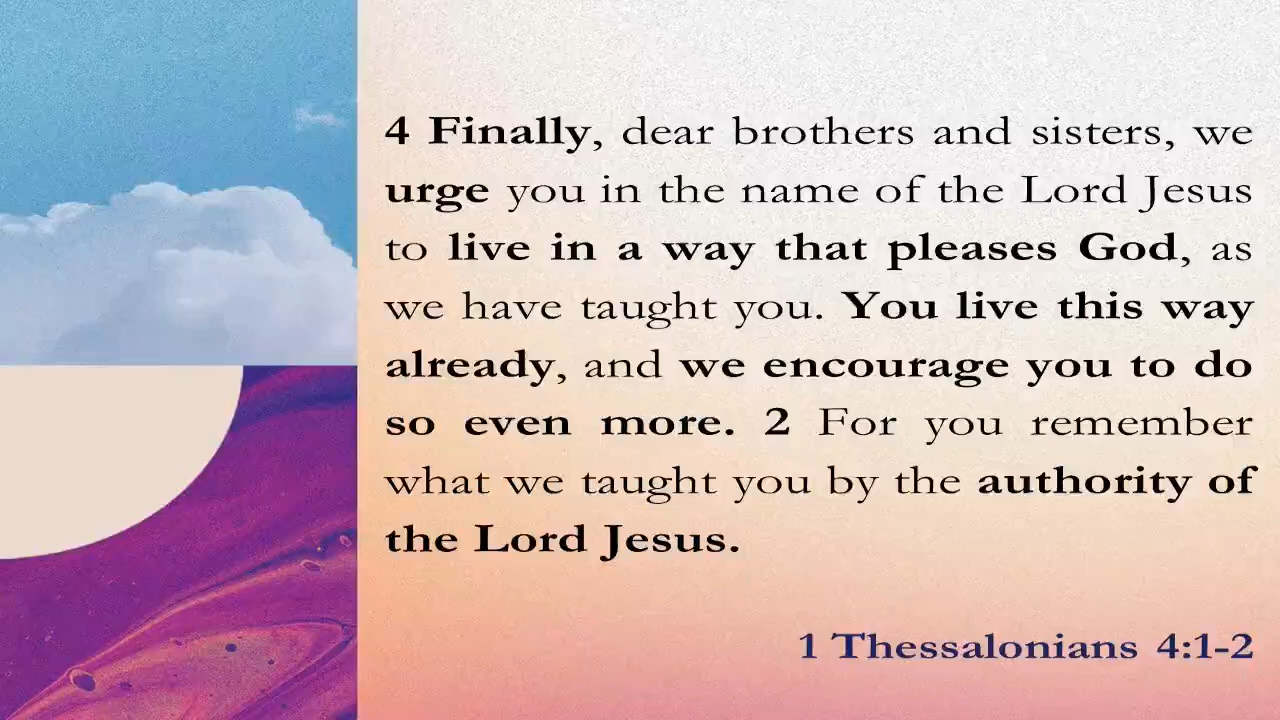 4 Finally, dear brothers and sisters, we
urge you in the name of the Lord Jesus
to live in a way that pleases God, as
we have taught you. You live this way
already, and we encourage you to do
so even more. 2 For you remember
what we taught you by the authority of
the Lord Jesus.
1 Thessalonians 4:1-2